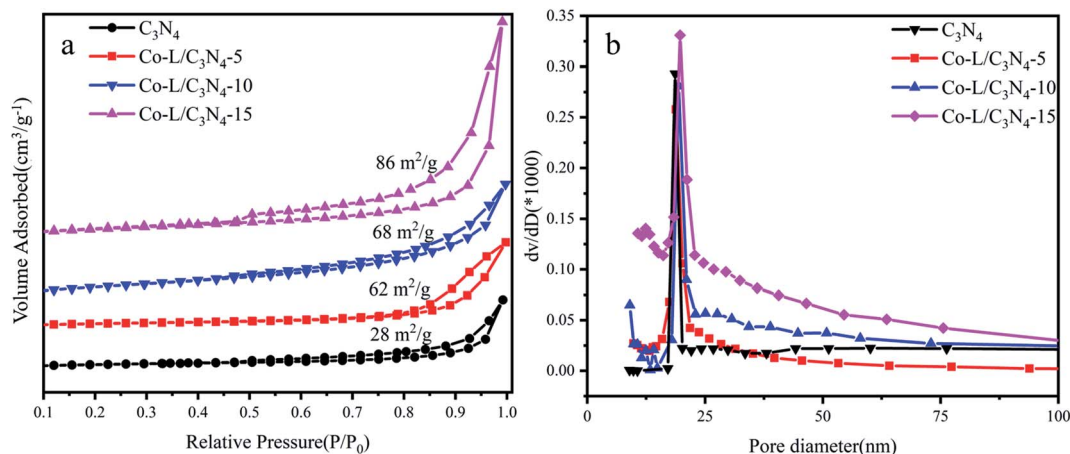 a
C₃N₄
Co-L/C₃N₄-5
Co-L/C₃N₄-10
Co-L/C₃N₄-15
86 m²/g
68 m²/g
62 m²/g
28 m²/g
Volume Adsorbed(cm³/g⁻¹)
0.1 0.2 0.3 0.4 0.5 0.6 0.7 0.8 0.9 1.0
Relative Pressure(P/P₀)
b
C₃N₄
Co-L/C₃N₄-5
Co-L/C₃N₄-10
Co-L/C₃N₄-15
dv/dD(*1000)
0.35
0.30
0.25
0.20
0.15
0.10
0.05
0.00
0 25 50 75 100
Pore diameter(nm)